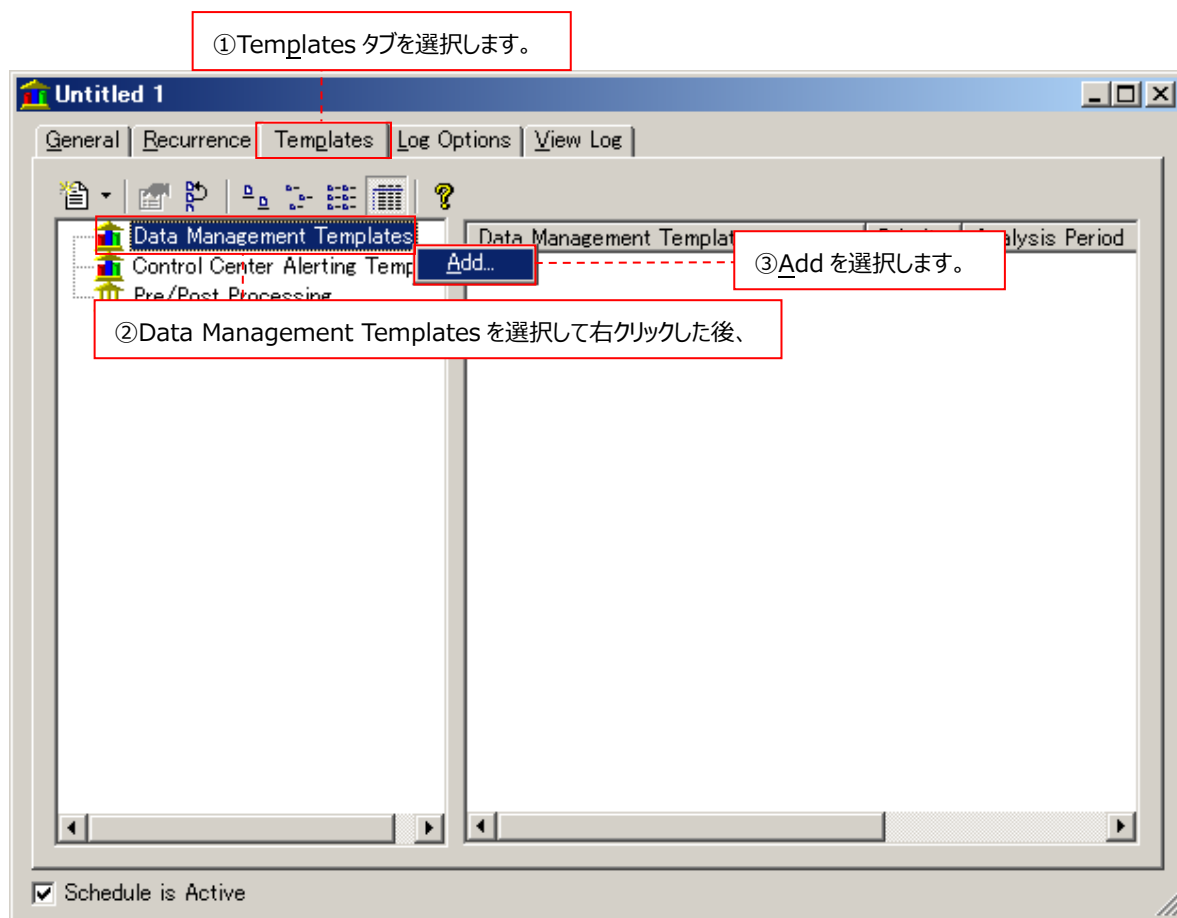 ①Templates タブを選択します。
Untitled 1
General Recurrence Templates Log Options View Log
Data Management Templates
Control Center Alerting Temp
Pre/Post Processing
Add...
Data Management Templat Analysis Period
③Add を選択します。
②Data Management Templates を選択して右クリックした後、
Schedule is Active